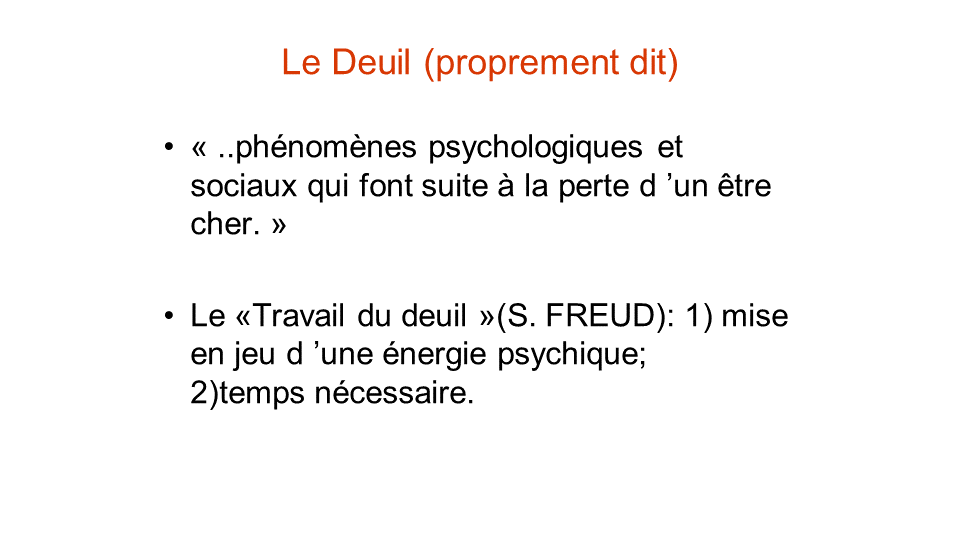 Le Deuil (proprement dit)
• « ..phénomènes psychologiques et
sociaux qui font suite à la perte d ’un être
cher. »
• Le «Travail du deuil »(S. FREUD): 1) mise
en jeu d ’une énergie psychique;
2)temps nécessaire.